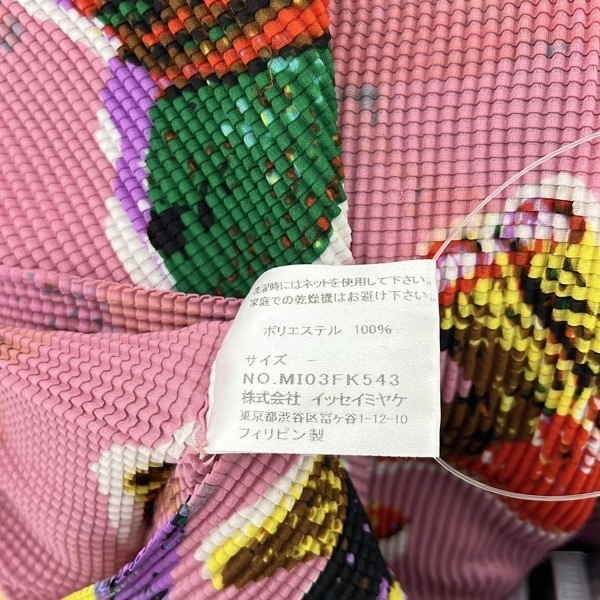 洗濯時にはネットを使用して下さい。
家庭での乾燥機はお避け下さい。
ポリエステル 100%
サイズ -
NO.MI03FK543
株式会社 イッセイミヤケ
東京都渋谷区富ヶ谷1-12-10
フィリピン製